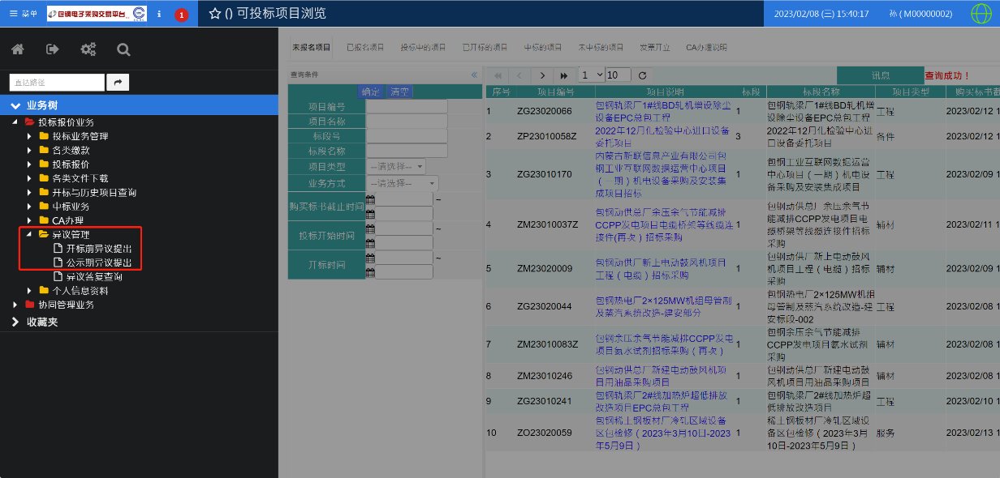 菜单 包钢电子采购交易平台 i 1 () 可投标项目浏览 2023/02/08 (三) 15:40:17 孙 ( M00000002)
直达路径
业务树
投标报价业务
投标业务管理
各类缴款
投标报价
各类文件下载
开标与历史项目查询
中标业务
CA办理
异议管理
开标前异议提出
公示期异议提出
异议答复查询
个人信息资料
协同管理业务
收藏夹
未报名项目 已报名项目 投标中的项目 已开标的项目 中标的项目 未中标的项目 发票开立 CA办理说明
查询条件
确定 清空
项目编号
项目名称
标段号
标段名称
项目类型 --请选择--
业务方式 --请选择--
购买标书截止时间 ~
投标开始时间 ~
开标时间 ~
1 10 讯息 查询成功！
序号 项目编号 项目说明 标段 标段名称 项目类型 购买标书截
1 ZG23020066 包钢轨梁厂1#线BD轧机增设除尘 1 包钢轨梁厂1#线BD轧机增 工程 2023/02/12 1
设备EPC总包工程 设除尘设备EPC总包工程
2 ZP23010058Z 2022年12月化检验中心进口设备 3 2022年12月化检验中心进 备件 2023/02/12 1
委托项目 口设备委托项目
3 ZG23010170 内蒙古新联信息产业有限公司包 1 包钢工业互联网数据运营 工程 2023/02/09 1
钢工业互联网数据运营中心项目 中心项目（一期）机电设
（一期）机电设备采购及安装集 备采购及安装集成项目
成项目招标
4 ZM23010037Z 包钢动供总厂余压余气节能减排 1 包钢动供总厂余压余气节 辅材 2023/02/11 1
CCPP发电项目电缆桥架等线缆连 能减排CCPP发电项目电
接件(再次）招标采购 缆桥架等线缆连接件招标
采购
5 ZM23020009 包钢动供厂新上电动鼓风机项目 1 包钢动供厂新上电动鼓风 辅材 2023/02/09 1
工程（电缆）招标采购 机项目工程（电缆）招标
采购
6 ZG23020044 包钢热电厂2×125MW机组母管制 1 包钢热电厂2×125MW机组 工程 2023/02/08 1
及蒸汽系统改造-建安部分 母管制及蒸汽系统改造-建
安标段-002
7 ZM23010083Z 包钢余压余气节能减排CCPP发电 1 包钢余压余气节能减排 辅材 2023/02/08 1
项目氨水试剂招标采购（再次） CCPP发电项目氨水试剂
采购
8 ZM23010246 包钢动供总厂新建电动鼓风机项 1 包钢动供总厂新建电动鼓 辅材 2023/02/08 1
目用油品采购项目 风机项目用油品采购项目
9 ZG23010241 包钢轨梁厂2#线加热炉超低排放 1 包钢轨梁厂2#线加热炉超 工程 2023/02/10 1
改造项目EPC总包工程 低排放改造项目
10 ZO23020059 包钢稀土钢板材厂冷轧区域设备 1 稀土钢板材厂冷轧区域设 服务 2023/02/13 1
区包检修（2023年3月10日-2023 备区包检修（2023年3月
年5月9日） 10日-2023年5月9日）